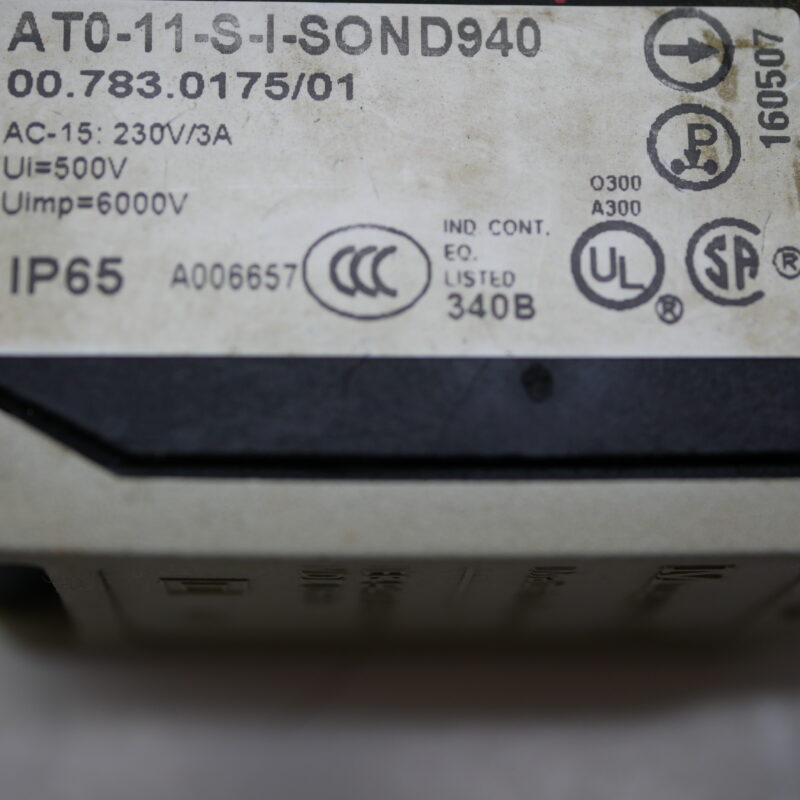 AT0-11-S-I-SOND940
00.783.0175/01
AC-15: 230V/3A
Ui=500V
Uimp=6000V
IP65
A006657
CCC
IND. CONT.
EQ.
LISTED
340B
Q300
A300
UL
®
SA
®
P
160507